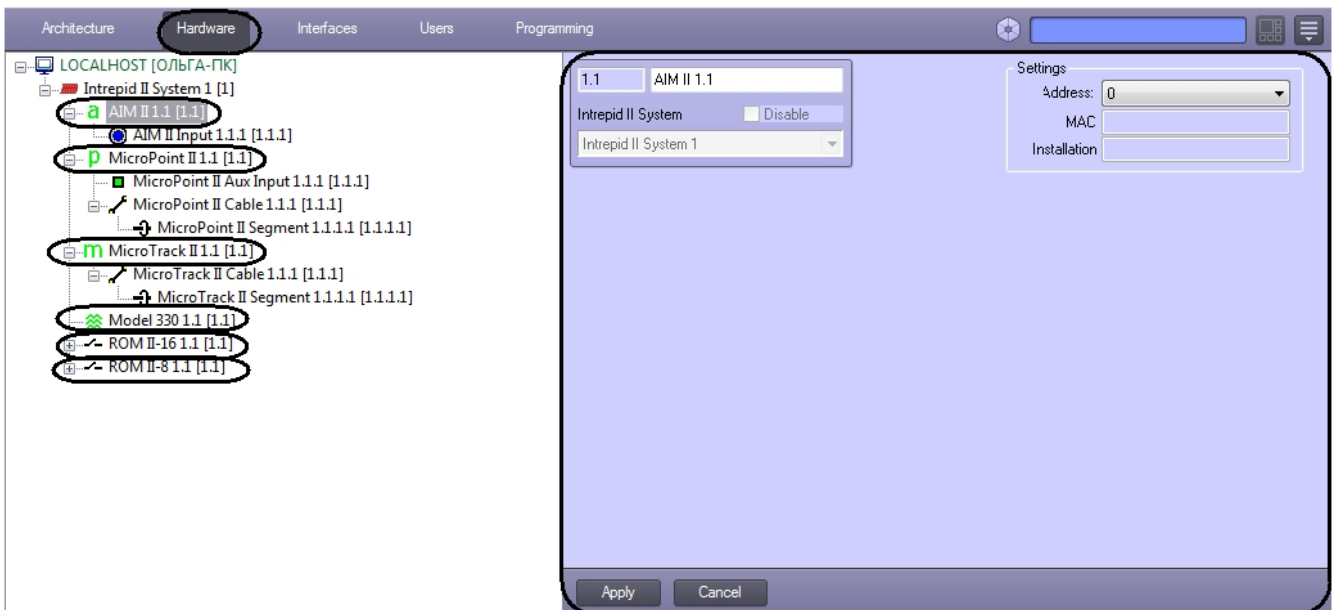 Architecture Hardware Interfaces Users Programming
LOCALHOST [ОЛЬГА-ПК]
Intrepid II System 1 [1]
a AIM II 1.1 [1.1]
AIM II Input 1.1.1 [1.1.1]
p MicroPoint II 1.1 [1.1]
MicroPoint II Aux Input 1.1.1 [1.1.1]
MicroPoint II Cable 1.1.1 [1.1.1]
MicroPoint II Segment 1.1.1.1 [1.1.1.1]
m MicroTrack II 1.1 [1.1]
MicroTrack II Cable 1.1.1 [1.1.1]
MicroTrack II Segment 1.1.1.1 [1.1.1.1]
Model 330 1.1 [1.1]
ROM II-16 1.1 [1.1]
ROM II-8 1.1 [1.1]
1.1 AIM II 1.1
Intrepid II System Disable
Intrepid II System 1
Settings
Address: 0
MAC
Installation
Apply Cancel